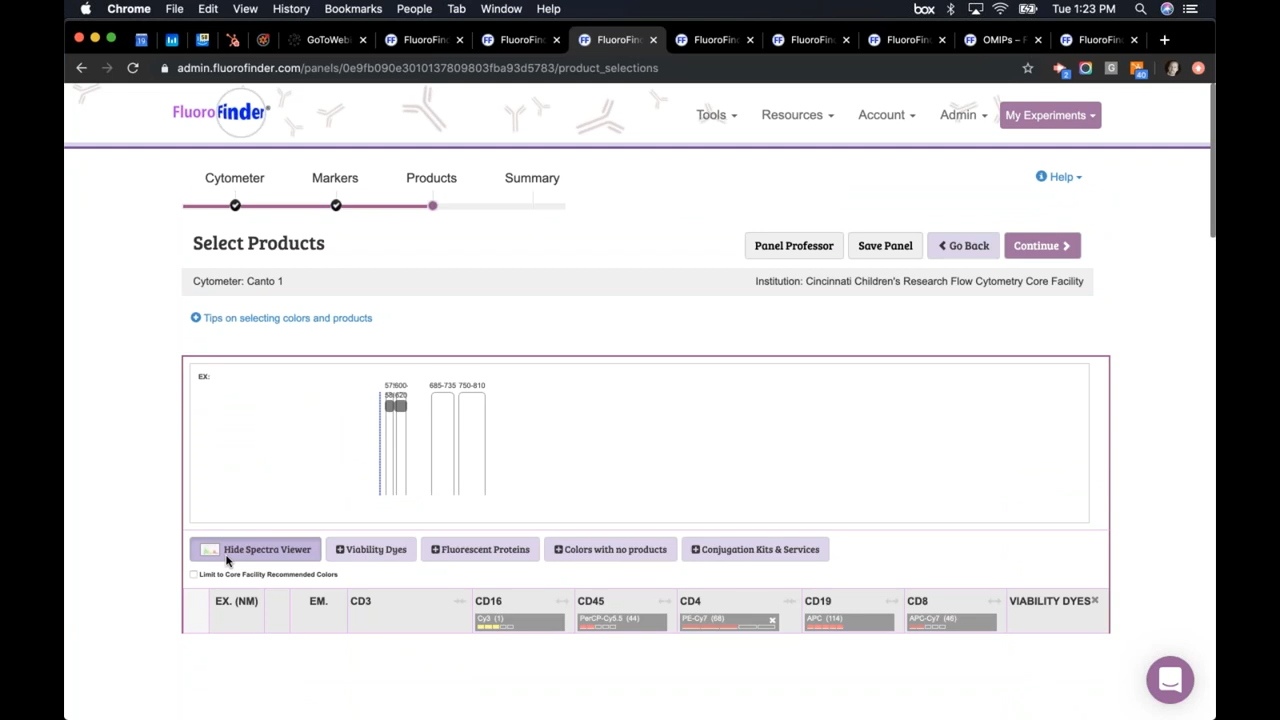 Chrome File Edit View History Bookmarks People Tab Window Help
box Tue 1:23 PM
19
GoToWebi
FluoroFin
FluoroFin
FluoroFin
FluoroFin
FluoroFin
FluoroFin
OMIPs –
FluoroFin
admin.fluorofinder.com/panels/0e9fb090e3010137809803fba93d5783/product_selections
2
40
FluoroFinder®
Tools Resources Account Admin My Experiments
Cytometer Markers Products Summary
Help
Select Products
Panel Professor Save Panel Go Back Continue
Cytometer: Canto 1
Institution: Cincinnati Children's Research Flow Cytometry Core Facility
Tips on selecting colors and products
EX:
685-735 750-810
Hide Spectra Viewer Viability Dyes Fluorescent Proteins Colors with no products Conjugation Kits & Services
Limit to Core Facility Recommended Colors
EX. (NM) EM. CD3 CD16 CD45 CD4 CD19 CD8 VIABILITY DYES
Cy3 (1) PerCP-Cy5.5 (44) PE-Cy7 (68) APC (114) APC-Cy7 (46)